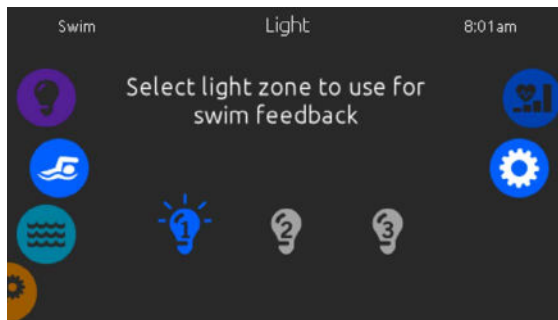 Swim
Light
8:01am
Select light zone to use for
swim feedback
1
2
3